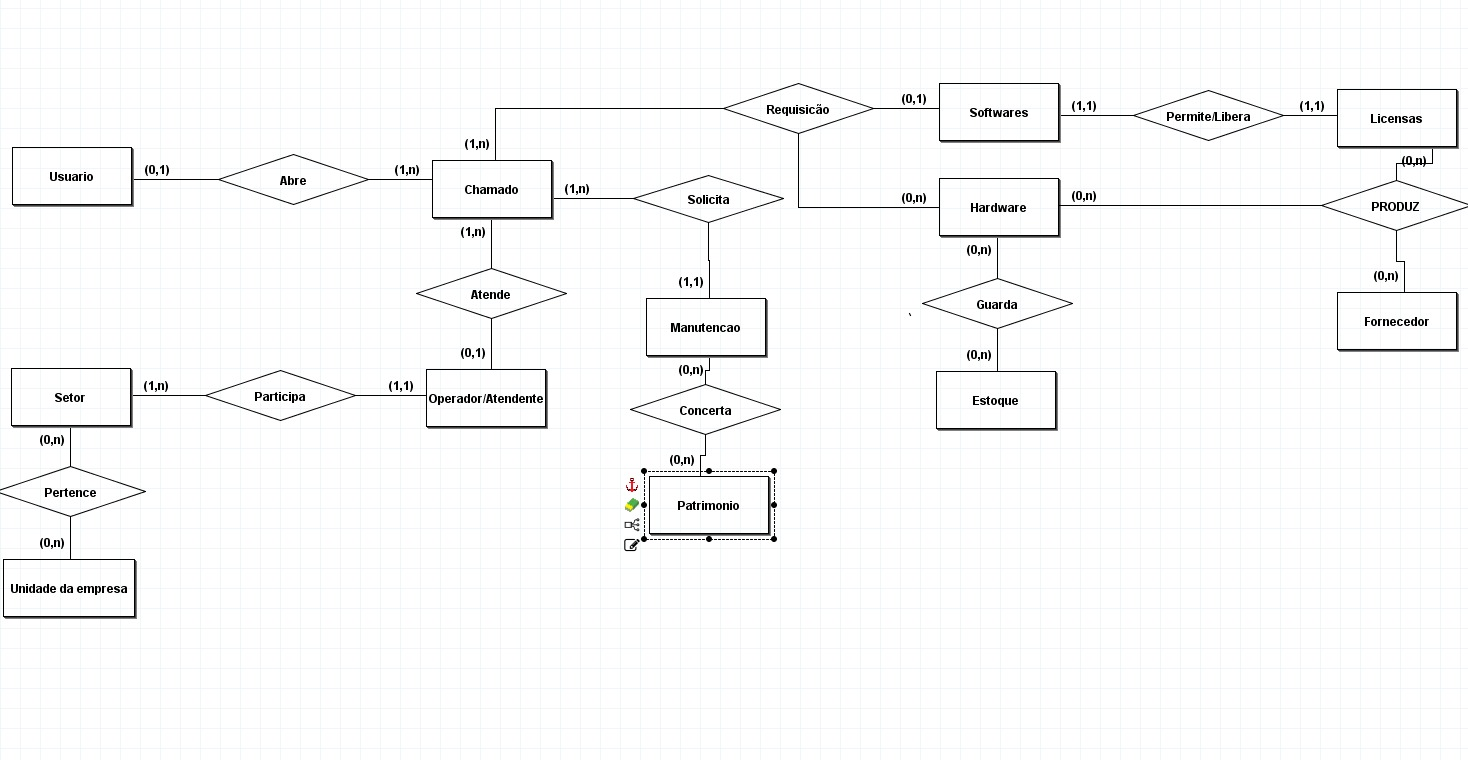 Requisicão
(0,1)
Softwares
(1,1)
Permite/Libera
(1,1)
Licensas
(1,n)
(0,n)
Usuario
(0,1)
Abre
(1,n)
Chamado
(1,n)
Solicita
(0,n)
Hardware
(0,n)
PRODUZ
(1,n)
(0,n)
Atende
(1,1)
Guarda
(0,n)
Fornecedor
Manutencao
(0,1)
(0,n)
(0,n)
Setor
(1,n)
Participa
(1,1)
Operador/Atendente
Concerta
Estoque
(0,n)
(0,n)
Pertence
Patrimonio
(0,n)
Unidade da empresa